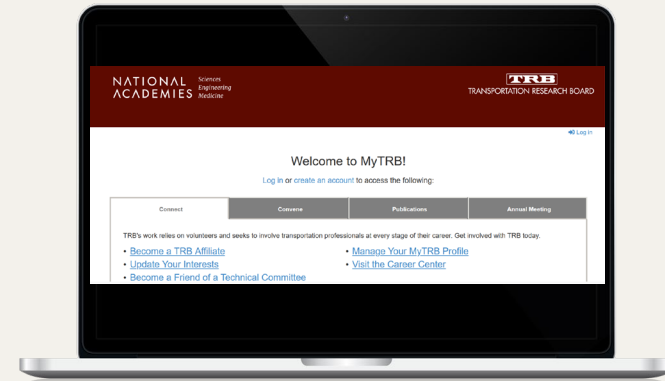 NATIONAL ACADEMIES
Sciences
Engineering
Medicine
TRB
TRANSPORTATION RESEARCH BOARD
Log in
Welcome to MyTRB!
Log in or create an account to access the following:
Connect
Convene
Publications
Annual Meeting
TRB's work relies on volunteers and seeks to involve transportation professionals at every stage of their career. Get involved with TRB today.
• Become a TRB Affiliate
• Update Your Interests
• Become a Friend of a Technical Committee
• Manage Your MyTRB Profile
• Visit the Career Center